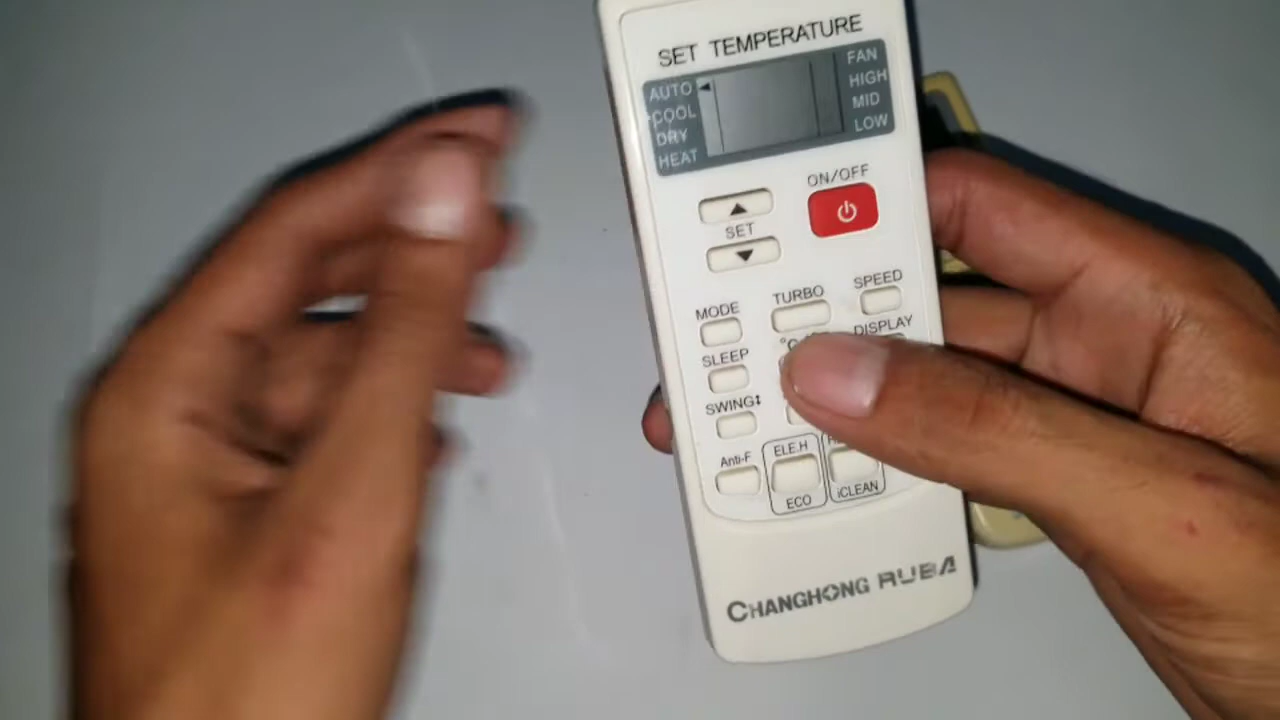 SET TEMPERATURE
AUTO
COOL
DRY
HEAT
FAN
HIGH
MID
LOW
ON/OFF
SET
MODE
TURBO
SPEED
SLEEP
DISPLAY
SWING
Anti-F
ELE.H
ECO
iCLEAN
CHANGHONG RUBA